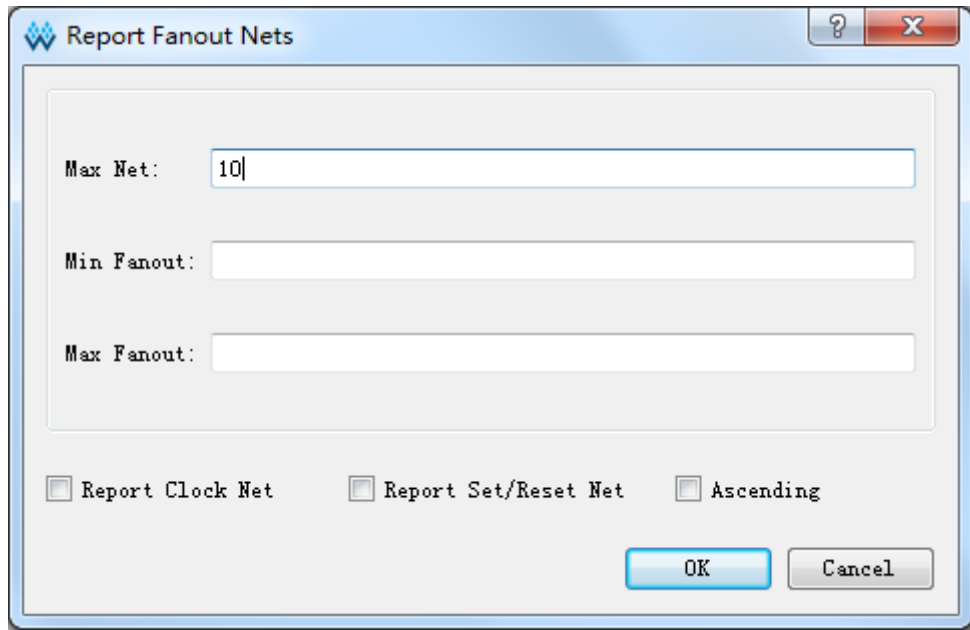 Report Fanout Nets
Max Net: 10
Min Fanout:
Max Fanout:
Report Clock Net Report Set/Reset Net Ascending
OK Cancel